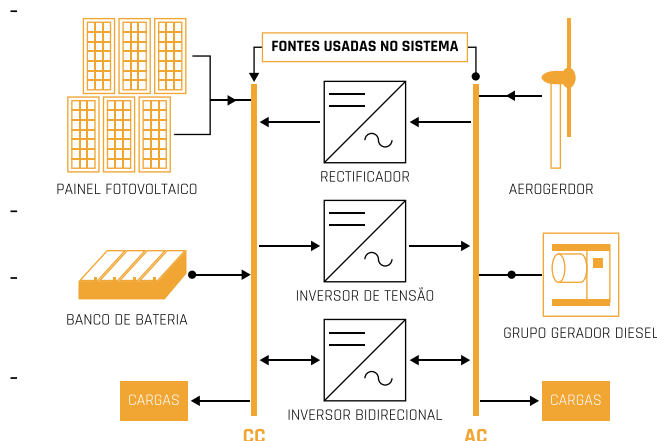 FONTES USADAS NO SISTEMA
PAINEL FOTOVOLTAICO
RECTIFICADOR
AEROGERDOR
BANCO DE BATERIA
INVERSOR DE TENSÃO
GRUPO GERADOR DIESEL
CARGAS
INVERSOR BIDIRECIONAL
CARGAS
CC
AC